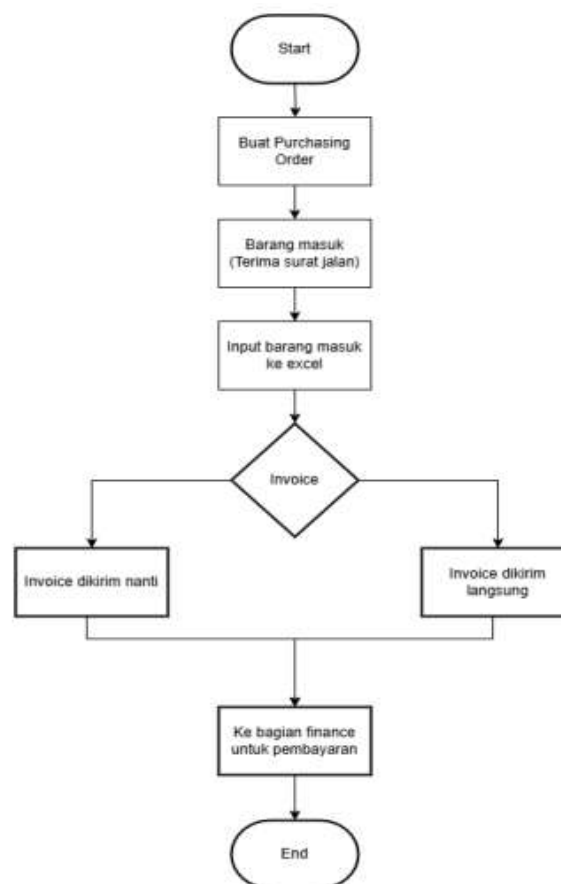 Start
Buat Purchasing
Order
Barang masuk
(Terima surat jalan)
Input barang masuk
ke excel
Invoice
Invoice dikirim nanti
Invoice dikirim
langsung
Ke bagian finance
untuk pembayaran
End